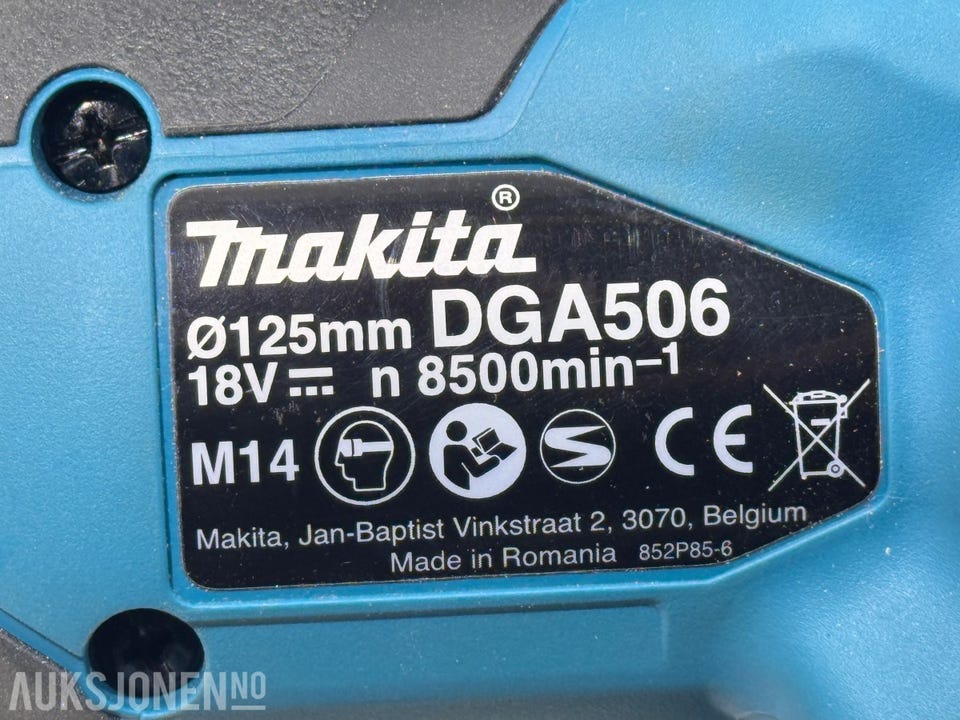 makita®
Ø125mm DGA506
18V n 8500min−1
M14 CE
Makita, Jan-Baptist Vinkstraat 2, 3070, Belgium
Made in Romania 852P85-6
AUKSJONEN NO